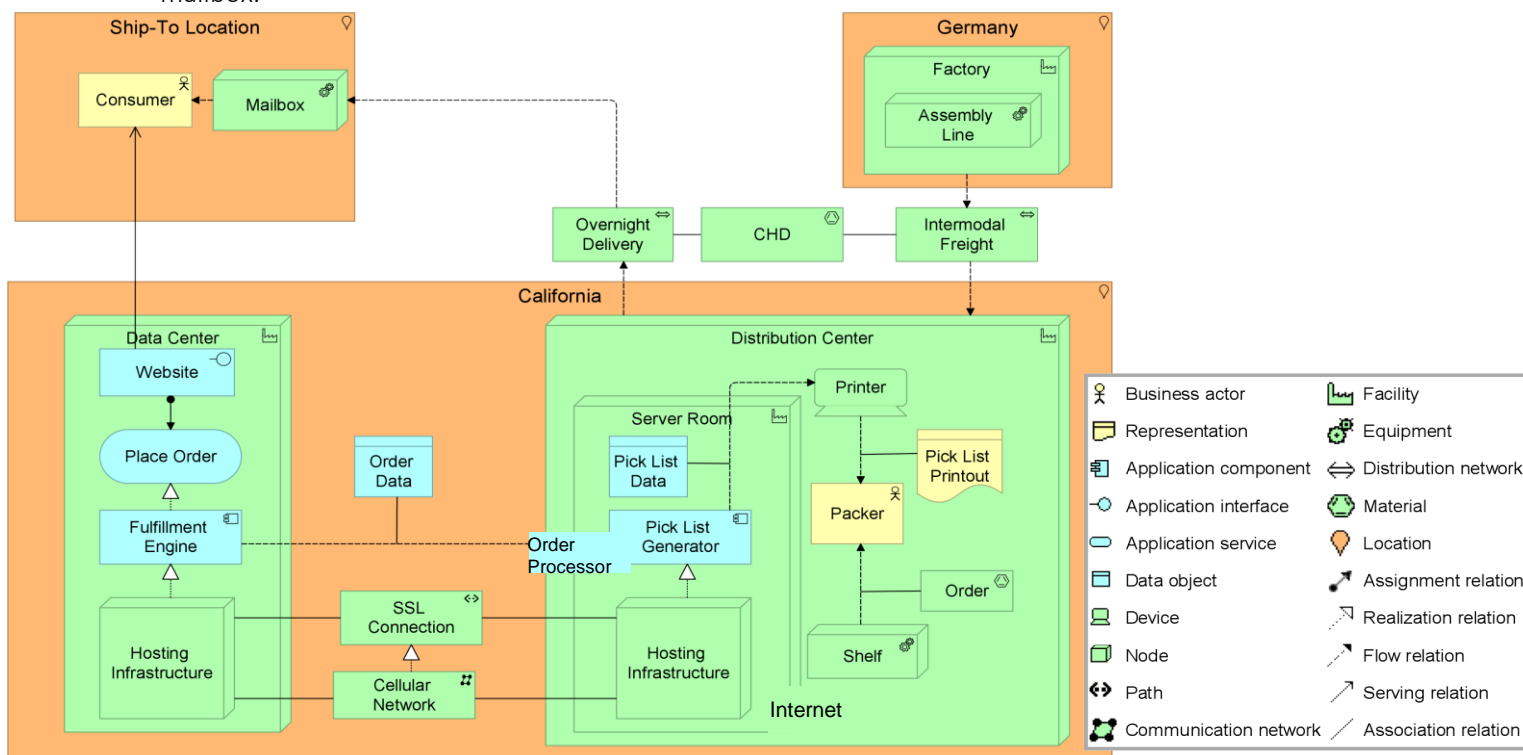 mailbox.
Ship-To Location
Germany
Consumer
Mailbox
Factory
Assembly
Line
Overnight
Delivery
CHD
Intermodal
Freight
California
Data Center
Distribution Center
Website
Printer
Server Room
Place Order
Order
Data
Pick List
Data
Pick List
Printout
Fulfillment
Engine
Order
Processor
Pick List
Generator
Packer
SSL
Connection
Order
Hosting
Infrastructure
Hosting
Infrastructure
Shelf
Cellular
Network
Internet
Business actor
Facility
Representation
Equipment
Application component
Distribution network
Application interface
Material
Application service
Location
Data object
Assignment relation
Device
Realization relation
Node
Flow relation
Path
Serving relation
Communication network
Association relation